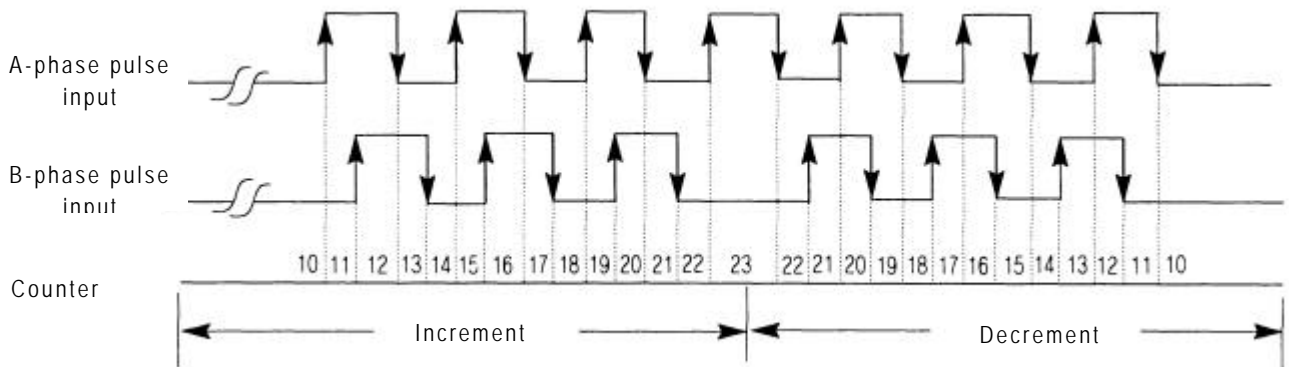 A-phase pulse
input
B-phase pulse
input
10 11 12 13 14 15 16 17 18 19 20 21 22 23 22 21 20 19 18 17 16 15 14 13 12 11 10
Counter
Increment Decrement